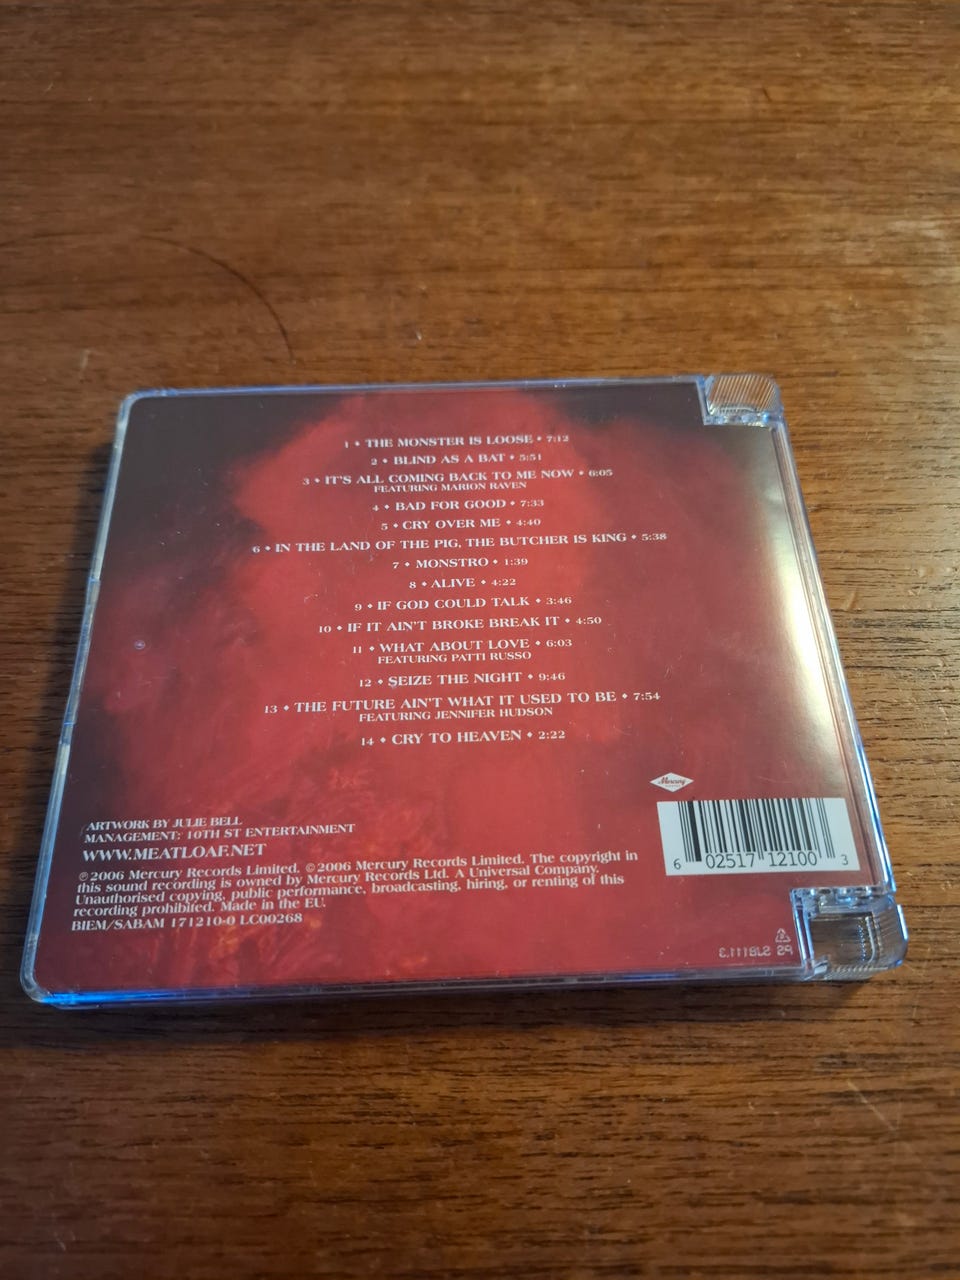 1 • THE MONSTER IS LOOSE • 7:12
2 • BLIND AS A BAT • 5:51
3 • IT'S ALL COMING BACK TO ME NOW • 6:05
FEATURING MARION RAVEN
4 • BAD FOR GOOD • 7:33
5 • CRY OVER ME • 4:40
6 • IN THE LAND OF THE PIG, THE BUTCHER IS KING • 5:38
7 • MONSTRO • 1:39
8 • ALIVE • 4:22
9 • IF GOD COULD TALK • 3:46
10 • IF IT AIN'T BROKE BREAK IT • 4:50
11 • WHAT ABOUT LOVE • 6:03
FEATURING PATTI RUSSO
12 • SEIZE THE NIGHT • 9:46
13 • THE FUTURE AIN'T WHAT IT USED TO BE • 7:54
FEATURING JENNIFER HUDSON
14 • CRY TO HEAVEN • 2:22
Mercury
ARTWORK BY JULIE BELL
MANAGEMENT: 10TH ST ENTERTAINMENT
WWW.MEATLOAF.NET
℗2006 Mercury Records Limited. ©2006 Mercury Records Limited. The copyright in
this sound recording is owned by Mercury Records Ltd. A Universal Company.
Unauthorised copying, public performance, broadcasting, hiring, or renting of this
recording prohibited. Made in the EU.
BIEM/SABAM 171210-0 LC00268
6 02517 12100 3